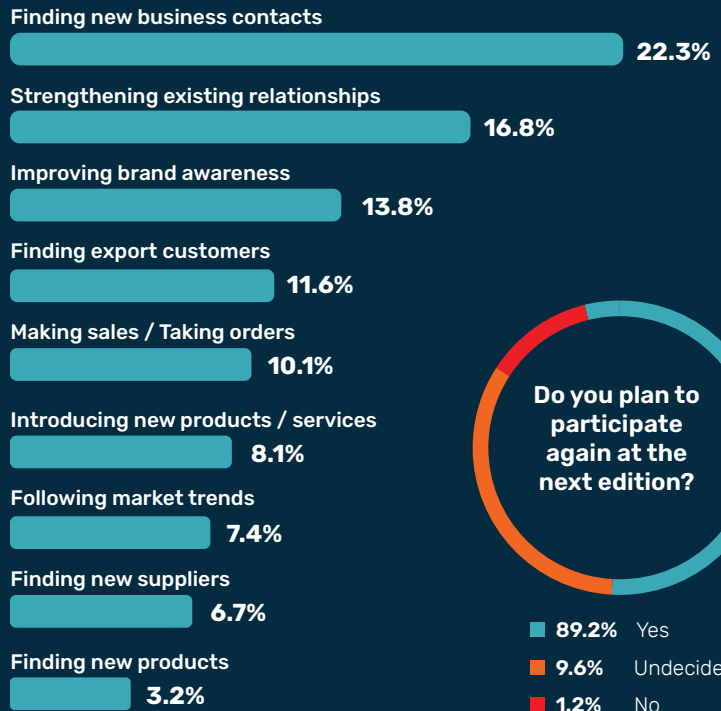 Finding new business contacts
22.3%
Strengthening existing relationships
16.8%
Improving brand awareness
13.8%
Finding export customers
11.6%
Making sales / Taking orders
10.1%
Introducing new products / services
8.1%
Following market trends
7.4%
Finding new suppliers
6.7%
Finding new products
3.2%
Do you plan to
participate
again at the
next edition?
89.2% Yes
9.6% Undecide
1.2% No